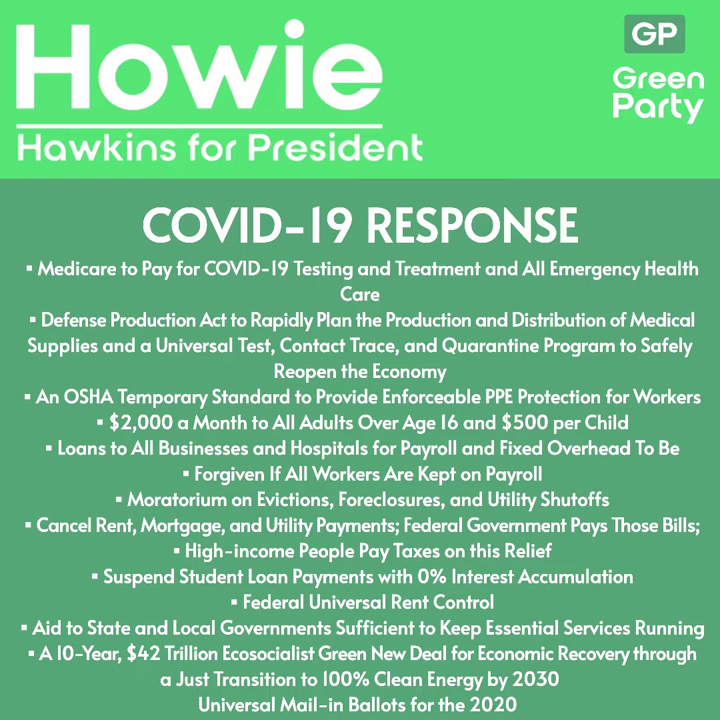 Howie
Hawkins for President
GP
Green
Party
COVID-19 RESPONSE
▪ Medicare to Pay for COVID-19 Testing and Treatment and All Emergency Health
Care
▪ Defense Production Act to Rapidly Plan the Production and Distribution of Medical
Supplies and a Universal Test, Contact Trace, and Quarantine Program to Safely
Reopen the Economy
▪ An OSHA Temporary Standard to Provide Enforceable PPE Protection for Workers
▪ $2,000 a Month to All Adults Over Age 16 and $500 per Child
▪ Loans to All Businesses and Hospitals for Payroll and Fixed Overhead To Be
▪ Forgiven If All Workers Are Kept on Payroll
▪ Moratorium on Evictions, Foreclosures, and Utility Shutoffs
▪ Cancel Rent, Mortgage, and Utility Payments; Federal Government Pays Those Bills;
▪ High-income People Pay Taxes on this Relief
▪ Suspend Student Loan Payments with 0% Interest Accumulation
▪ Federal Universal Rent Control
▪ Aid to State and Local Governments Sufficient to Keep Essential Services Running
▪ A 10-Year, $42 Trillion Ecosocialist Green New Deal for Economic Recovery through
a Just Transition to 100% Clean Energy by 2030
Universal Mail-in Ballots for the 2020